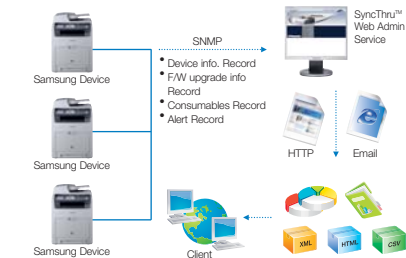 SNMP
SyncThru™
Web Admin
Service
• Device info. Record
• F/W upgrade info
Record
• Consumables Record
• Alert Record
Samsung Device
HTTP
Email
Samsung Device
Samsung Device
Client
XML
HTML
CSV